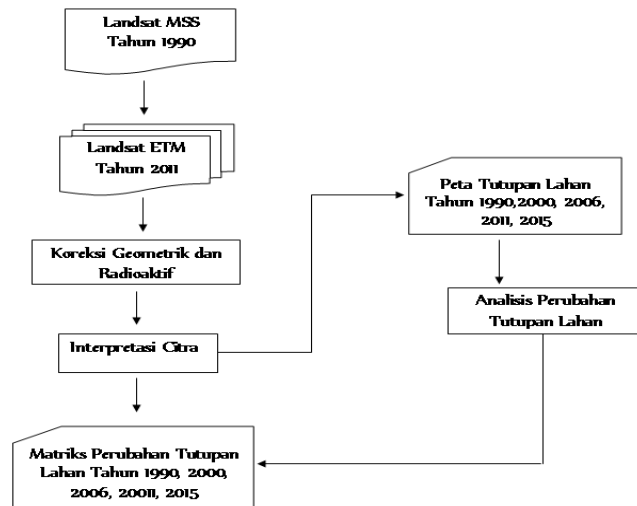 Landsat MSS
Tahun 1990
Landsat ETM
Tahun 2011
Koreksi Geometrik dan
Radioaktif
Interpretasi Citra
Matriks Perubahan Tutupan
Lahan Tahun 1990, 2000,
2006, 20011, 2015
Peta Tutupan Lahan
Tahun 1990,2000, 2006,
2011, 2015
Analisis Perubahan
Tutupan Lahan